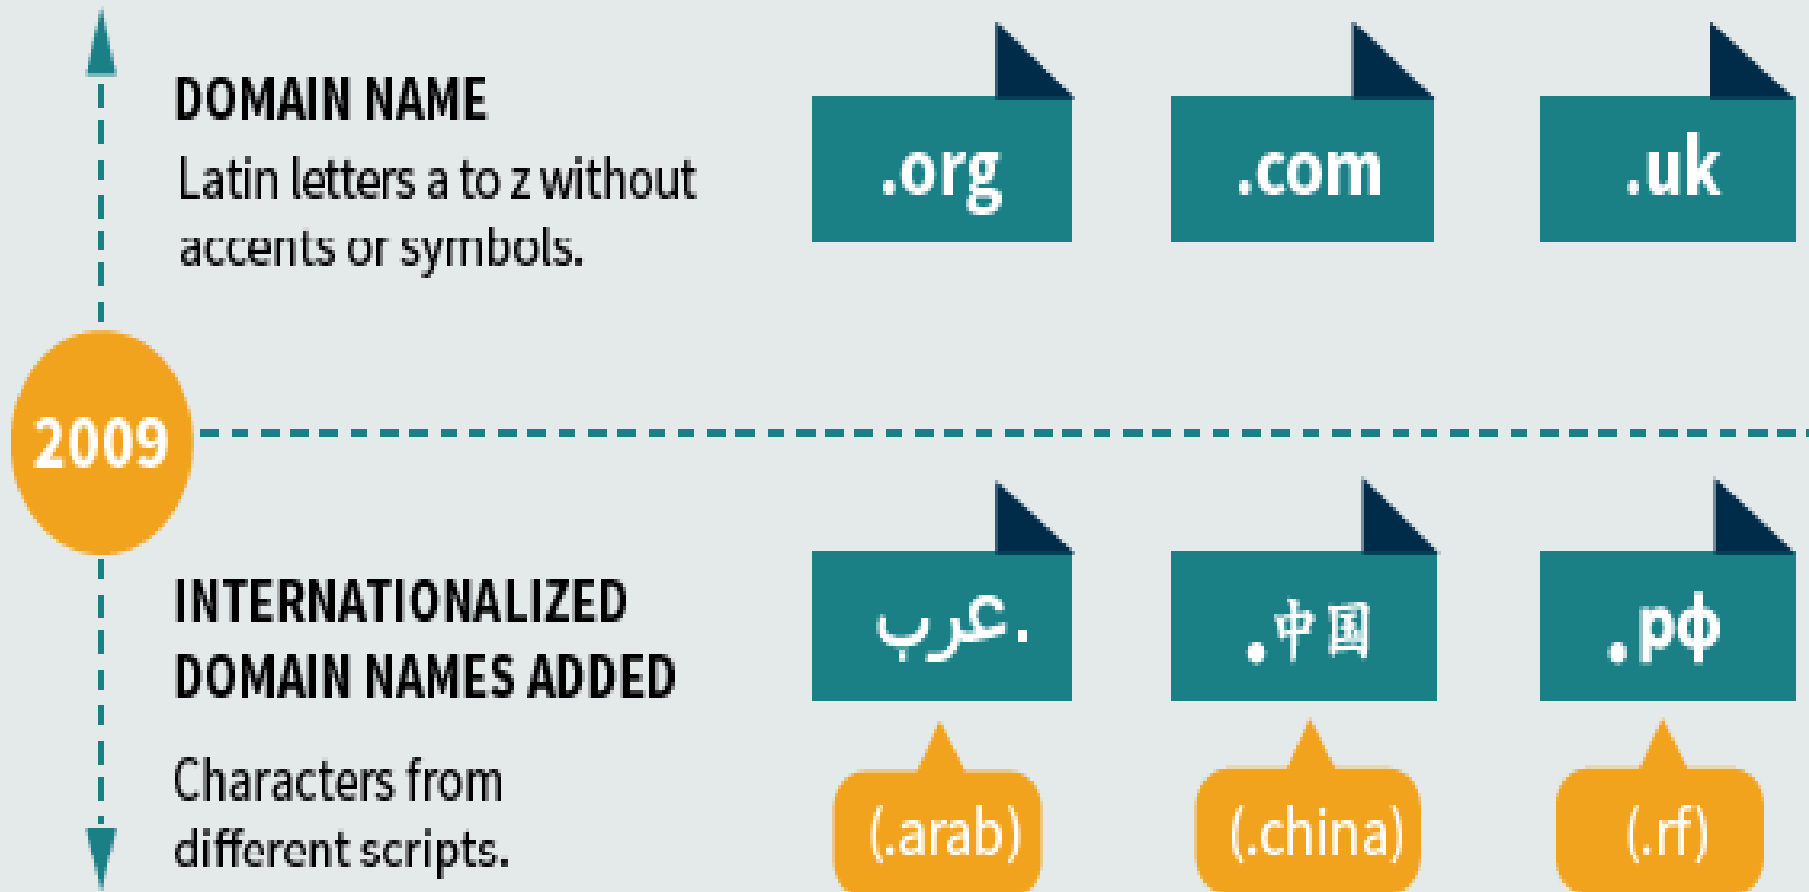 DOMAIN NAME
Latin letters a to z without
accents or symbols.
.org
.com
.uk
2009
INTERNATIONALIZED
DOMAIN NAMES ADDED
Characters from
different scripts.
.عرب
.中国
.рф
(.arab)
(.china)
(.rf)